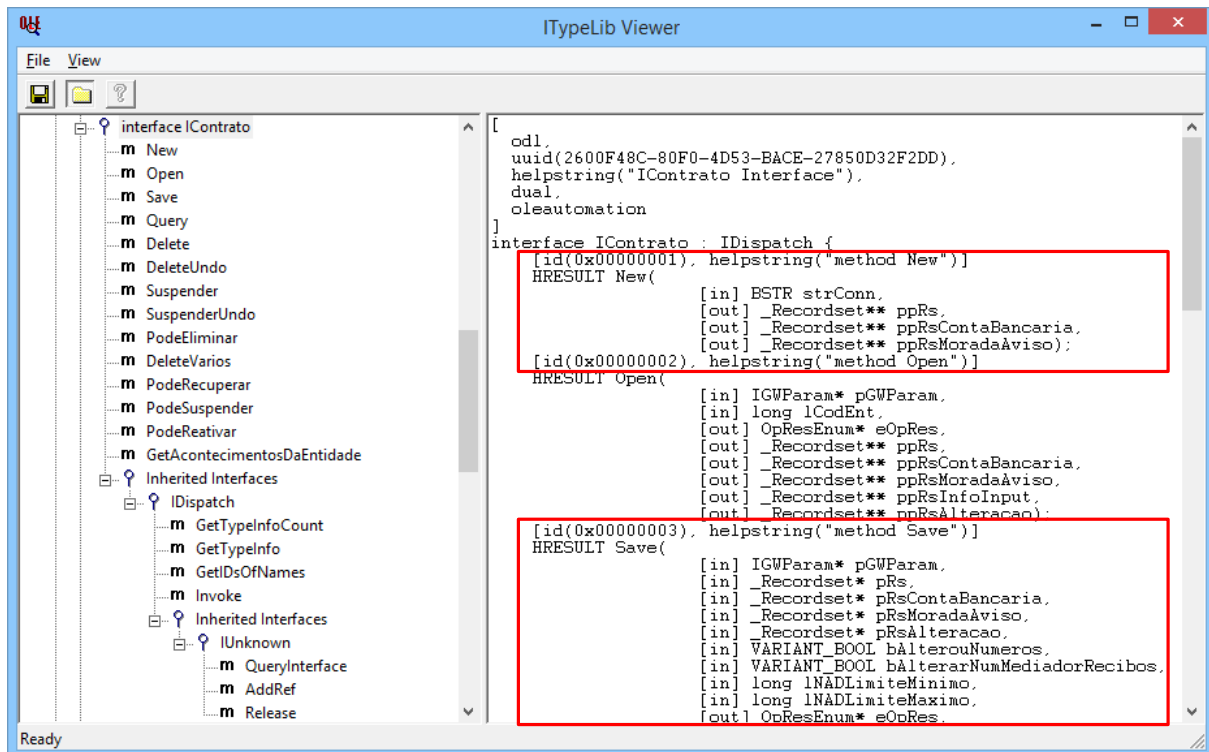 ITypeLib Viewer
File View
interface IContrato
m New
m Open
m Save
m Query
m Delete
m DeleteUndo
m Suspender
m SuspenderUndo
m PodeEliminar
m DeleteVarios
m PodeRecuperar
m PodeSuspender
m PodeReativar
m GetAcontecimentosDaEntidade
Inherited Interfaces
IDispatch
m GetTypeInfoCount
m GetTypeInfo
m GetIDsOfNames
m Invoke
Inherited Interfaces
IUnknown
m QueryInterface
m AddRef
m Release
[
odl,
uuid(2600F48C-80F0-4D53-BACE-27850D32F2DD),
helpstring("IContrato Interface"),
dual,
oleautomation
]
interface IContrato : IDispatch {
[id(0x00000001), helpstring("method New")]
HRESULT New(
[in] BSTR strConn,
[out] _Recordset** ppRs,
[out] _Recordset** ppRsContaBancaria,
[out] _Recordset** ppRsMoradaAviso);
[id(0x00000002), helpstring("method Open")]
HRESULT Open(
[in] IGWParam* pGWParam,
[in] long lCodEnt,
[out] OpResEnum* eOpRes,
[out] _Recordset** ppRs,
[out] _Recordset** ppRsContaBancaria,
[out] _Recordset** ppRsMoradaAviso,
[out] _Recordset** ppRsInfoInput,
[out] _Recordset** ppRsAlteracao);
[id(0x00000003), helpstring("method Save")]
HRESULT Save(
[in] IGWParam* pGWParam,
[in] _Recordset* pRs,
[in] _Recordset* pRsContaBancaria,
[in] _Recordset* pRsMoradaAviso,
[in] _Recordset* pRsAlteracao,
[in] VARIANT_BOOL bAlterouNumeros,
[in] VARIANT_BOOL bAlterarNumMediadorRecibos,
[in] long lNADLimiteMinimo,
[in] long lNADLimiteMaximo,
[out] OpResEnum* eOpRes,
Ready